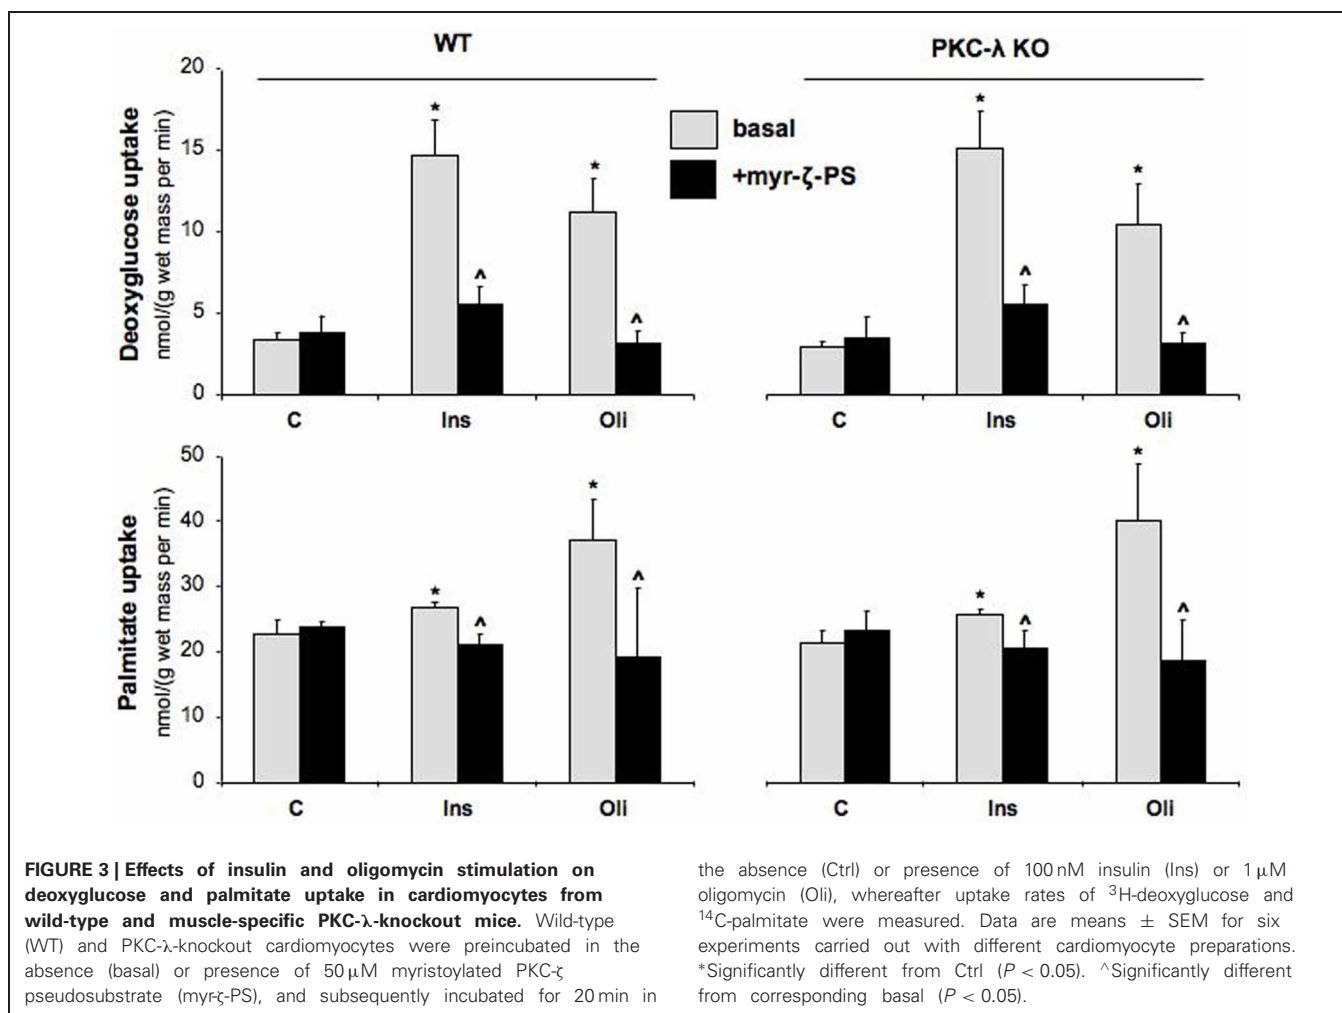 WT
PKC-λ KO
Deoxyglucose uptake
nmol/(g wet mass per min)
20
15
10
5
0
* * * *
^ ^ ^ ^
basal
+myr-ζ-PS
C Ins Oli
C Ins Oli
Palmitate uptake
nmol/(g wet mass per min)
50
40
30
20
10
0
* * * *
^ ^ ^ ^
C Ins Oli
C Ins Oli
FIGURE 3 | Effects of insulin and oligomycin stimulation on
deoxyglucose and palmitate uptake in cardiomyocytes from
wild-type and muscle-specific PKC-λ-knockout mice. Wild-type
(WT) and PKC-λ-knockout cardiomyocytes were preincubated in the
absence (basal) or presence of 50 μM myristoylated PKC-ζ
pseudosubstrate (myr-ζ-PS), and subsequently incubated for 20 min in
the absence (Ctrl) or presence of 100 nM insulin (Ins) or 1 μM
oligomycin (Oli), whereafter uptake rates of ³H-deoxyglucose and
¹⁴C-palmitate were measured. Data are means ± SEM for six
experiments carried out with different cardiomyocyte preparations.
*Significantly different from Ctrl (P < 0.05). ^Significantly different
from corresponding basal (P < 0.05).